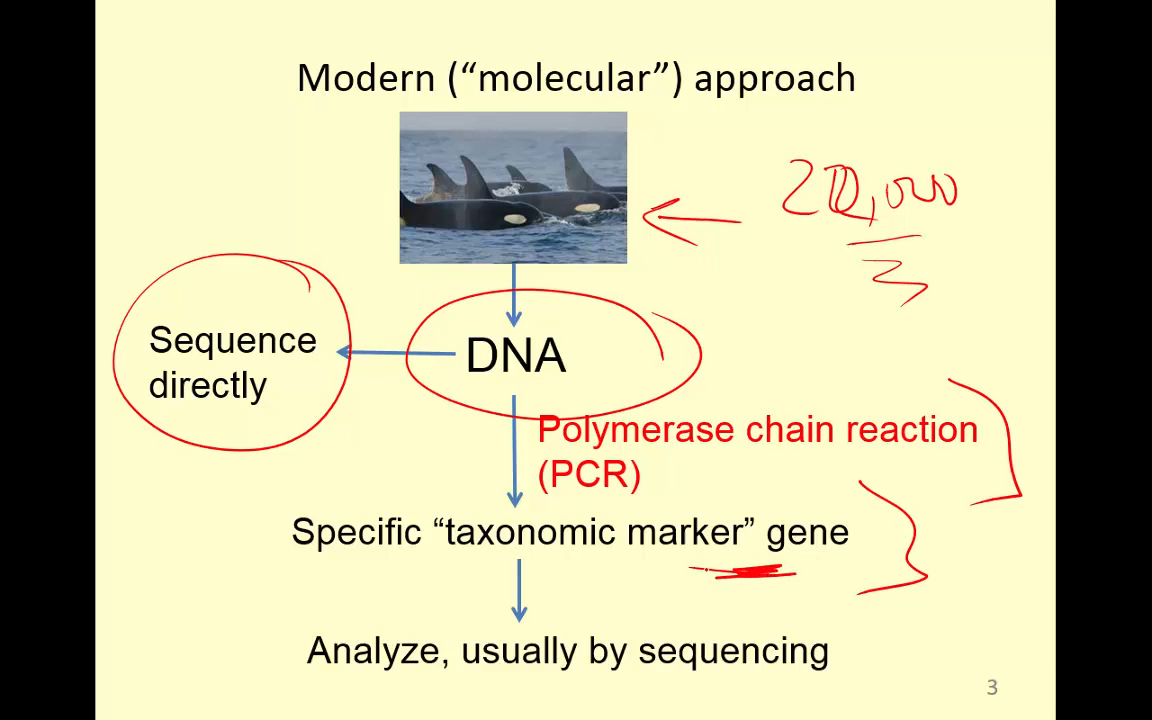 Modern (“molecular”) approach
Sequence
directly
DNA
Polymerase chain reaction
(PCR)
Specific “taxonomic marker” gene
Analyze, usually by sequencing
3